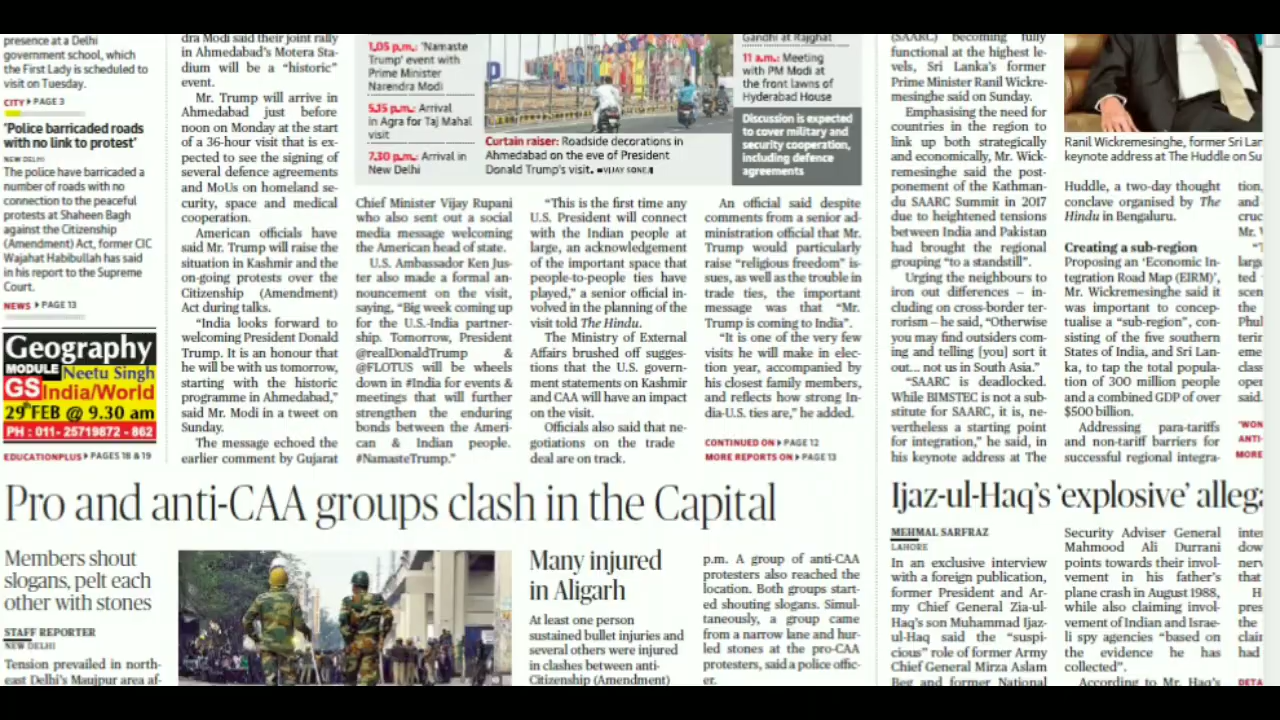 presence at a Delhi
government school, which
the First Lady is scheduled to
visit on Tuesday.
CITY PAGE 3
'Police barricaded roads
with no link to protest'
NEW DELHI
The police have barricaded a
number of roads with no
connection to the peaceful
protests at Shaheen Bagh
against the Citizenship
(Amendment) Act, former CIC
Wajahat Habibullah has said
in his report to the Supreme
Court.
NEWS PAGE 13
Geography
MODULE Neetu Singh
GS India/World
29th FEB @ 9.30 am
PH : 011- 25719872 - 862
EDUCATIONPLUS PAGES 18 & 19
dra Modi said their joint rally
in Ahmedabad's Motera Sta-
dium will be a "historic"
event.
Mr. Trump will arrive in
Ahmedabad just before
noon on Monday at the start
of a 36-hour visit that is ex-
pected to see the signing of
several defence agreements
and MoUs on homeland se-
curity, space and medical
cooperation.
American officials have
said Mr. Trump will raise the
situation in Kashmir and the
on-going protests over the
Citizenship (Amendment)
Act during talks.
"India looks forward to
welcoming President Donald
Trump. It is an honour that
he will be with us tomorrow,
starting with the historic
programme in Ahmedabad,"
said Mr. Modi in a tweet on
Sunday.
The message echoed the
earlier comment by Gujarat
1.05 p.m.: 'Namaste
Trump' event with
Prime Minister
Narendra Modi
5.15 p.m.: Arrival
in Agra for Taj Mahal
visit
7.30 p.m.: Arrival in
New Delhi
Curtain raiser: Roadside decorations in
Ahmedabad on the eve of President
Donald Trump's visit. VIJAY SONEJI
Gandhi at Rajghat
11 a.m.: Meeting
with PM Modi at
the front lawns of
Hyderabad House
Discussion is expected
to cover military and
security cooperation,
including defence
agreements
Chief Minister Vijay Rupani
who also sent out a social
media message welcoming
the American head of state.
U.S. Ambassador Ken Jus-
ter also made a formal an-
nouncement on the visit,
saying, "Big week coming up
for the U.S.-India partner-
ship. Tomorrow, President
@realDonaldTrump &
@FLOTUS will be wheels
down in #India for events &
meetings that will further
strengthen the enduring
bonds between the Ameri-
can & Indian people.
#NamasteTrump."
"This is the first time any
U.S. President will connect
with the Indian people at
large, an acknowledgement
of the important space that
people-to-people ties have
played," a senior official in-
volved in the planning of the
visit told The Hindu.
The Ministry of External
Affairs brushed off sugges-
tions that the U.S. govern-
ment statements on Kashmir
and CAA will have an impact
on the visit.
Officials also said that ne-
gotiations on the trade
deal are on track.
An official said despite
comments from a senior ad-
ministration official that Mr.
Trump would particularly
raise "religious freedom" is-
sues, as well as the trouble in
trade ties, the important
message was that "Mr.
Trump is coming to India".
"It is one of the very few
visits he will make in elec-
tion year, accompanied by
his closest family members,
and reflects how strong In-
dia-U.S. ties are," he added.
CONTINUED ON PAGE 12
MORE REPORTS ON PAGE 13
(SAARC) becoming fully
functional at the highest le-
vels, Sri Lanka's former
Prime Minister Ranil Wickre-
mesinghe said on Sunday.
Emphasising the need for
countries in the region to
link up both strategically
and economically, Mr. Wick-
remesinghe said the post-
ponement of the Kathman-
du SAARC Summit in 2017
due to heightened tensions
between India and Pakistan
had brought the regional
grouping "to a standstill".
Urging the neighbours to
iron out differences – in-
cluding on cross-border ter-
rorism – he said, "Otherwise
you may find outsiders com-
ing and telling [you] sort it
out... not us in South Asia."
"SAARC is deadlocked.
While BIMSTEC is not a sub-
stitute for SAARC, it is, ne-
vertheless a starting point
for integration," he said, in
his keynote address at The
Ranil Wickremesinghe, former Sri Lan
keynote address at The Huddle on Su
Huddle, a two-day thought
conclave organised by The
Hindu in Bengaluru.
Creating a sub-region
Proposing an 'Economic In-
tegration Road Map (EIRM)',
Mr. Wickremesinghe said it
was important to concep-
tualise a "sub-region", con-
sisting of the five southern
States of India, and Sri Lan-
ka, to tap the total popula-
tion of 300 million people
and a combined GDP of over
$500 billion.
Addressing para-tariffs
and non-tariff barriers for
successful regional integra-
tion,
and
cruc
Mr. W
"T
large
ted
scen
the
Phul
terin
eme
class
oper
said.
'WON
ANTI-
MORE
Pro and anti-CAA groups clash in the Capital
Members shout
slogans, pelt each
other with stones
STAFF REPORTER
NEW DELHI
Tension prevailed in north-
east Delhi's Maujpur area af-
Many injured
in Aligarh
At least one person
sustained bullet injuries and
several others were injured
in clashes between anti-
Citizenship (Amendment)
p.m. A group of anti-CAA
protesters also reached the
location. Both groups start-
ed shouting slogans. Simul-
taneously, a group came
from a narrow lane and hur-
led stones at the pro-CAA
protesters, said a police offic-
er.
Ijaz-ul-Haq's 'explosive' allega
MEHMAL SARFRAZ
LAHORE
In an exclusive interview
with a foreign publication,
former President and Ar-
my Chief General Zia-ul-
Haq's son Muhammad Ijaz-
ul-Haq said the "suspi-
cious" role of former Army
Chief General Mirza Aslam
Beg and former National
Security Adviser General
Mahmood Ali Durrani
points towards their invol-
vement in his father's
plane crash in August 1988,
while also claiming invol-
vement of Indian and Israe-
li spy agencies "based on
the evidence he has
collected".
According to Mr. Haq's
inter
dow
nerv
that
H
pres
the
clain
had
DETA